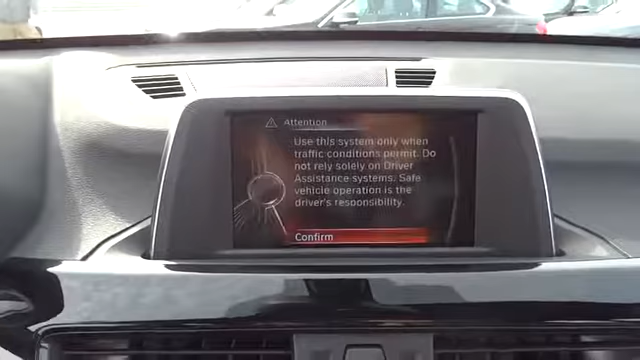 Attention
Use this system only when
traffic conditions permit. Do
not rely solely on Driver
Assistance systems. Safe
vehicle operation is the
driver's responsibility.
Confirm